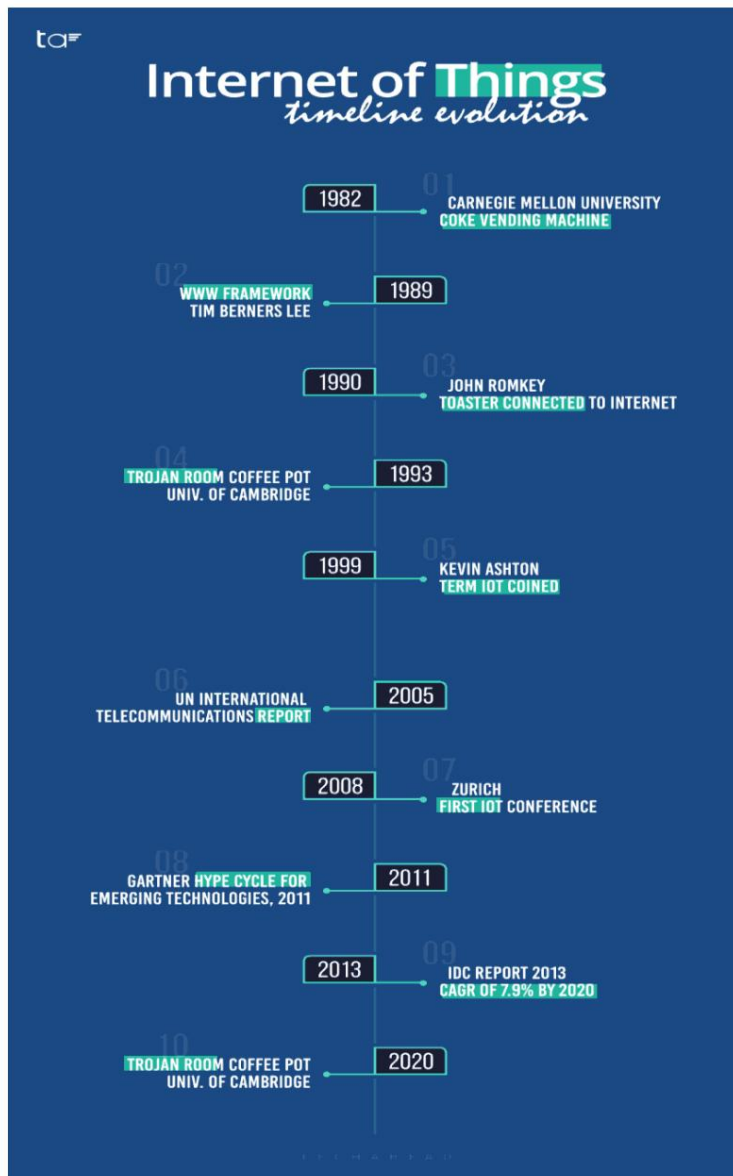 ta
Internet of Things
timeline evolution
01
1982
CARNEGIE MELLON UNIVERSITY
COKE VENDING MACHINE
02
WWW FRAMEWORK
TIM BERNERS LEE
1989
03
1990
JOHN ROMKEY
TOASTER CONNECTED TO INTERNET
04
TROJAN ROOM COFFEE POT
UNIV. OF CAMBRIDGE
1993
05
1999
KEVIN ASHTON
TERM IOT COINED
06
UN INTERNATIONAL
TELECOMMUNICATIONS REPORT
2005
07
2008
ZURICH
FIRST IOT CONFERENCE
08
GARTNER HYPE CYCLE FOR
EMERGING TECHNOLOGIES, 2011
2011
09
2013
IDC REPORT 2013
CAGR OF 7.9% BY 2020
10
TROJAN ROOM COFFEE POT
UNIV. OF CAMBRIDGE
2020